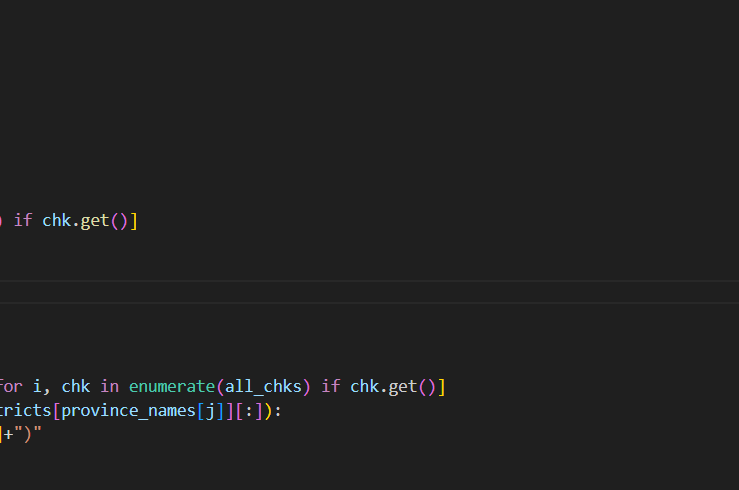 ) if chk.get()]
for i, chk in enumerate(all_chks) if chk.get()]
tricts[province_names[j]][:]):
]+")"